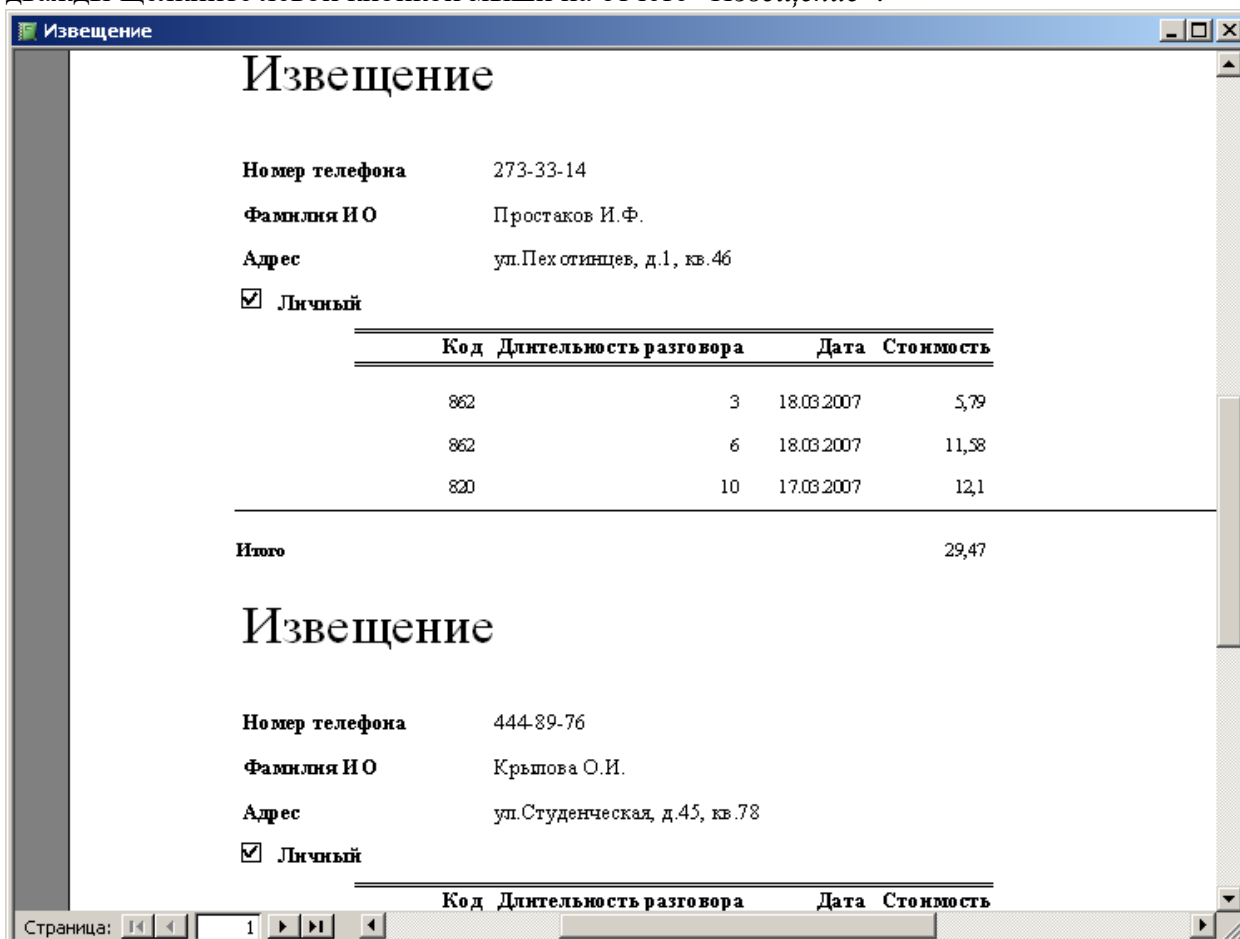 Извещение
Извещение
Номер телефона 273-33-14
Фамилия И О Простаков И.Ф.
Адрес ул.Пехотинцев, д.1, кв.46
Личный
Код Длительность разговора Дата Стоимость
862 3 18.03.2007 5,79
862 6 18.03.2007 11,58
820 10 17.03.2007 12,1
Итого 29,47
Извещение
Номер телефона 444-89-76
Фамилия И О Крылова О.И.
Адрес ул.Студенческая, д.45, кв.78
Личный
Код Длительность разговора Дата Стоимость
Страница: 1